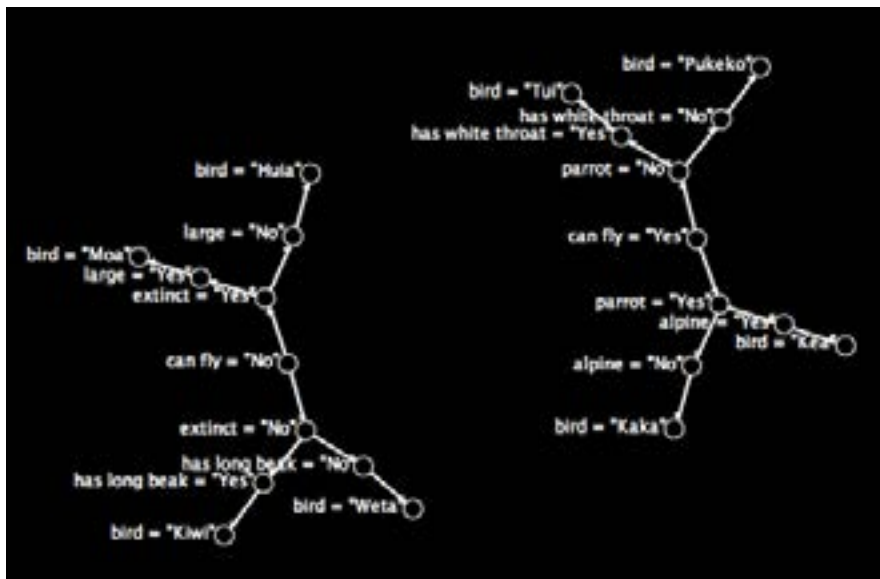 bird = "Pukeko"
bird = "Tui"
has white throat = "No"
has white throat = "Yes
parrot = "No"
bird = "Huia"
large = "No"
can fly = "Yes"
bird = "Moa"
large = "Yes"
extinct = "Yes"
parrot = "Yes"
alpine = "Yes"
bird = "Kea"
can fly = "No"
alpine = "No"
extinct = "No"
bird = "Kaka"
has long beak = "No"
has long beak = "Yes"
bird = "Weta"
bird = "Kiwi"